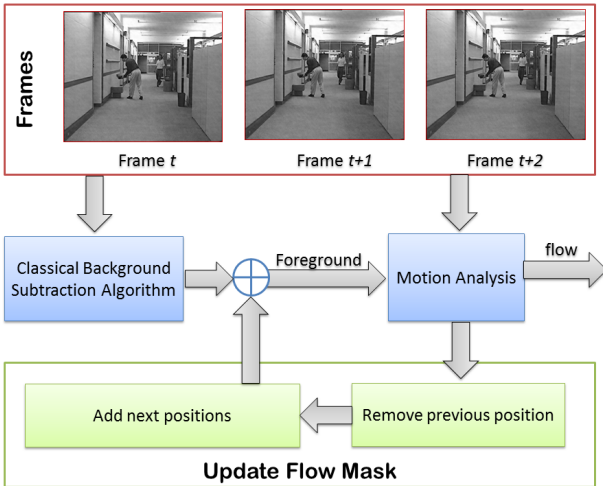 Frames
Frame t
Frame t+1
Frame t+2
Classical Background
Subtraction Algorithm
Foreground
Motion Analysis
flow
Add next positions
Remove previous position
Update Flow Mask